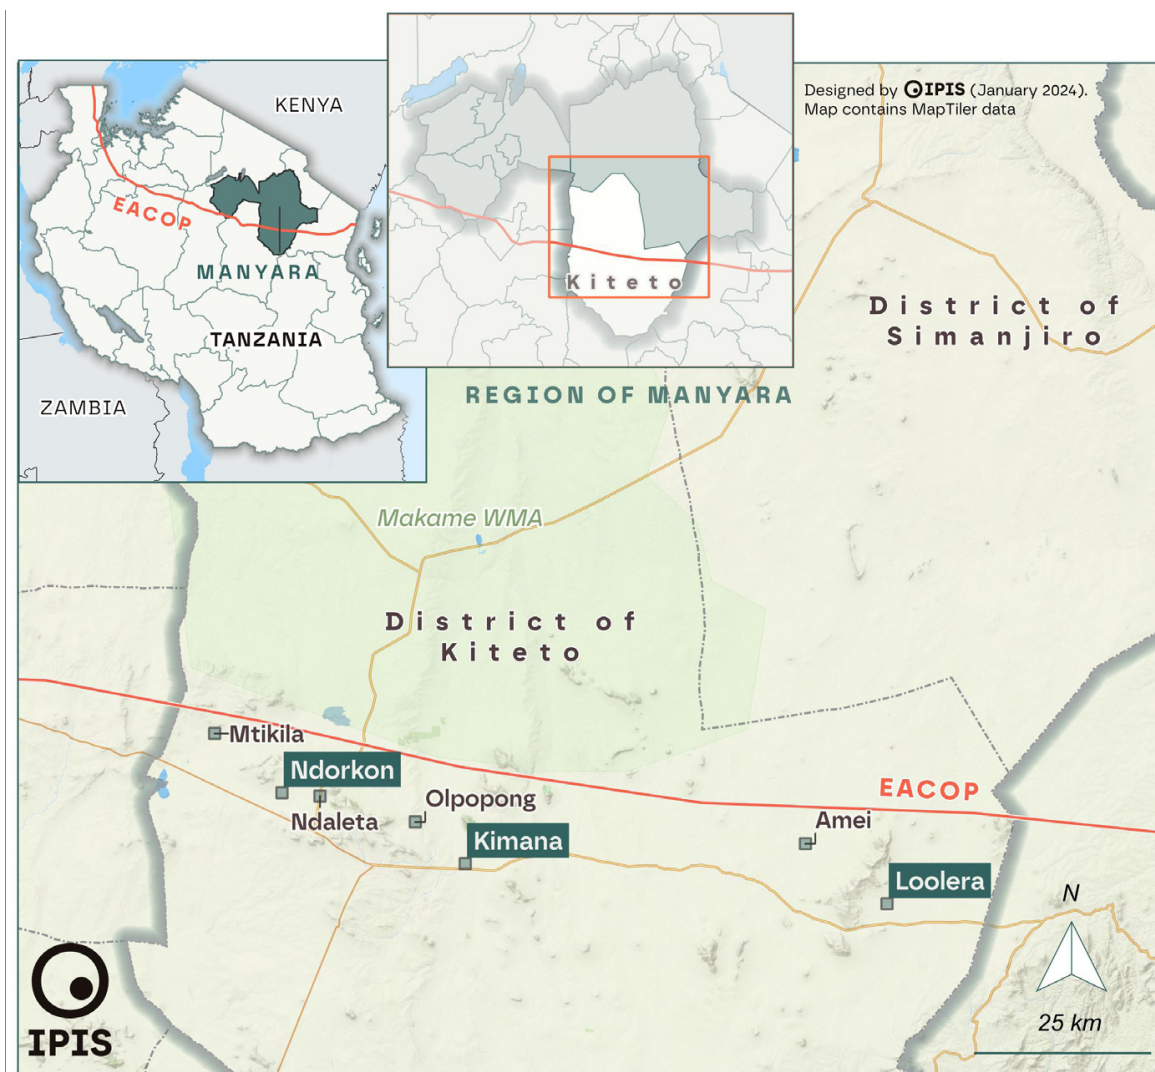 KENYA
EACOP
MANYARA
TANZANIA
ZAMBIA
Kiteto
Designed by IPIS (January 2024).
Map contains MapTiler data
District of
Simanjiro
REGION OF MANYARA
Makame WMA
District of
Kiteto
Mtikila
Ndorkon
Ndaleta
Olpopong
Kimana
EACOP
Amei
Loolera
N
25 km
IPIS